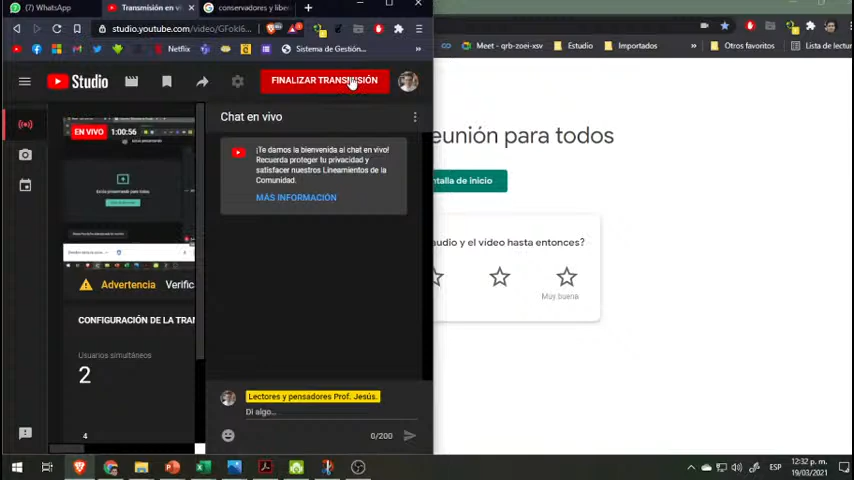 (7) WhatsApp
Transmisión en vi
conservadores y liber
studio.youtube.com/video/GFokI6...
Netflix
Sistema de Gestión...
Meet - qrb-zoei-xsv
Estudio
Importados
Otros favoritos
Lista de lectur
Studio
FINALIZAR TRANSMISIÓN
EN VIVO
1:00:56
Chat en vivo
¡Te damos la bienvenida al chat en vivo!
Recuerda proteger tu privacidad y
satisfacer nuestros Lineamientos de la
Comunidad.
MÁS INFORMACIÓN
eunión para todos
ntalla de inicio
audio y el vídeo hasta entonces?
Muy buena
Advertencia
Verific
CONFIGURACIÓN DE LA TRAN
Usuarios simultáneos
2
4
Lectores y pensadores Prof. Jesús.
Di algo...
0/200
ESP
12:32 p. m.
19/03/2021